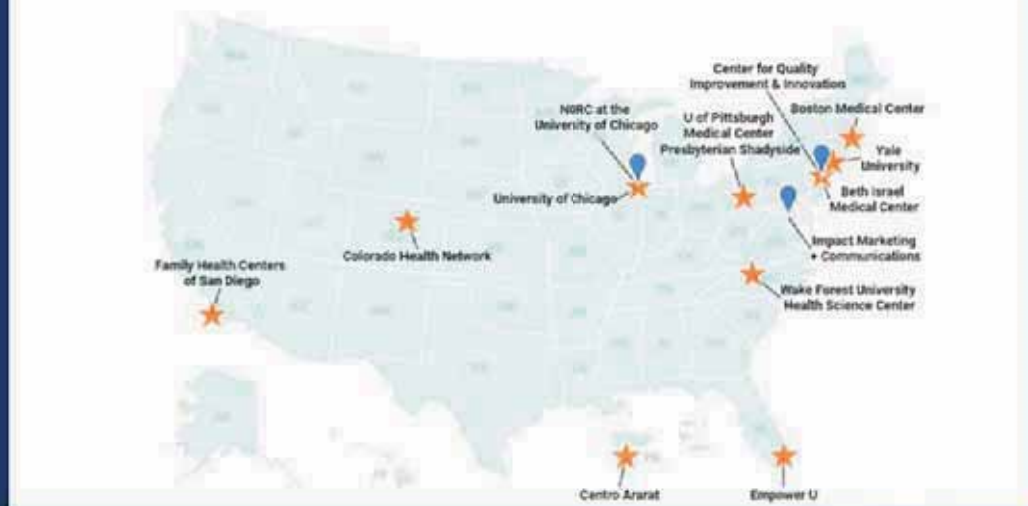 Center for Quality
Improvement & Innovation
Boston Medical Center
N0RC at the
University of Chicago
U of Pittsburgh
Medical Center
Presbyterian Shadyside
Yale
University
University of Chicago
Beth Israel
Medical Center
Colorado Health Network
Impact Marketing
+ Communications
Family Health Centers
of San Diego
Wake Forest University
Health Science Center
Centro Ararat
Empower U